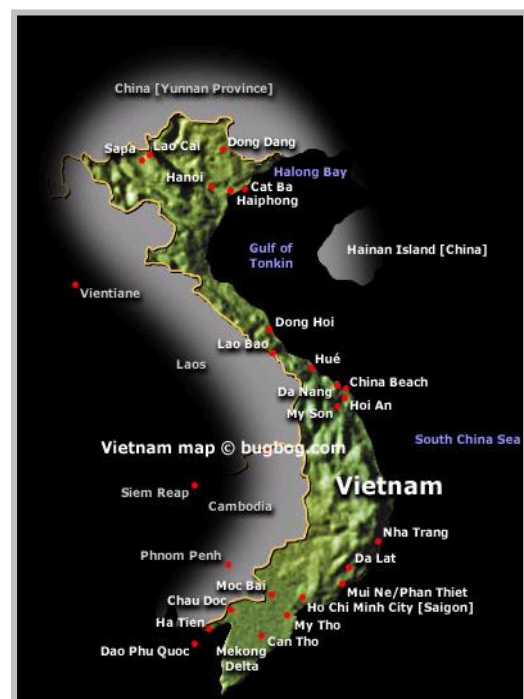 China [Yunnan Province]
Sapa
Lao Cai
Dong Dang
Halong Bay
Hanoi
Cat Ba
Haiphong
Gulf of
Tonkin
Hainan Island [China]
Vientiane
Dong Hoi
Lao Bao
Laos
Hué
China Beach
Da Nang
Hoi An
My Son
South China Sea
Vietnam map © bugbog.com
Vietnam
Siem Reap
Cambodia
Nha Trang
Phnom Penh
Da Lat
Moc Bai
Mui Ne/Phan Thiet
Chau Doc
Ho Chi Minh City [Saigon]
Ha Tien
My Tho
Can Tho
Dao Phu Quoc
Mekong
Delta